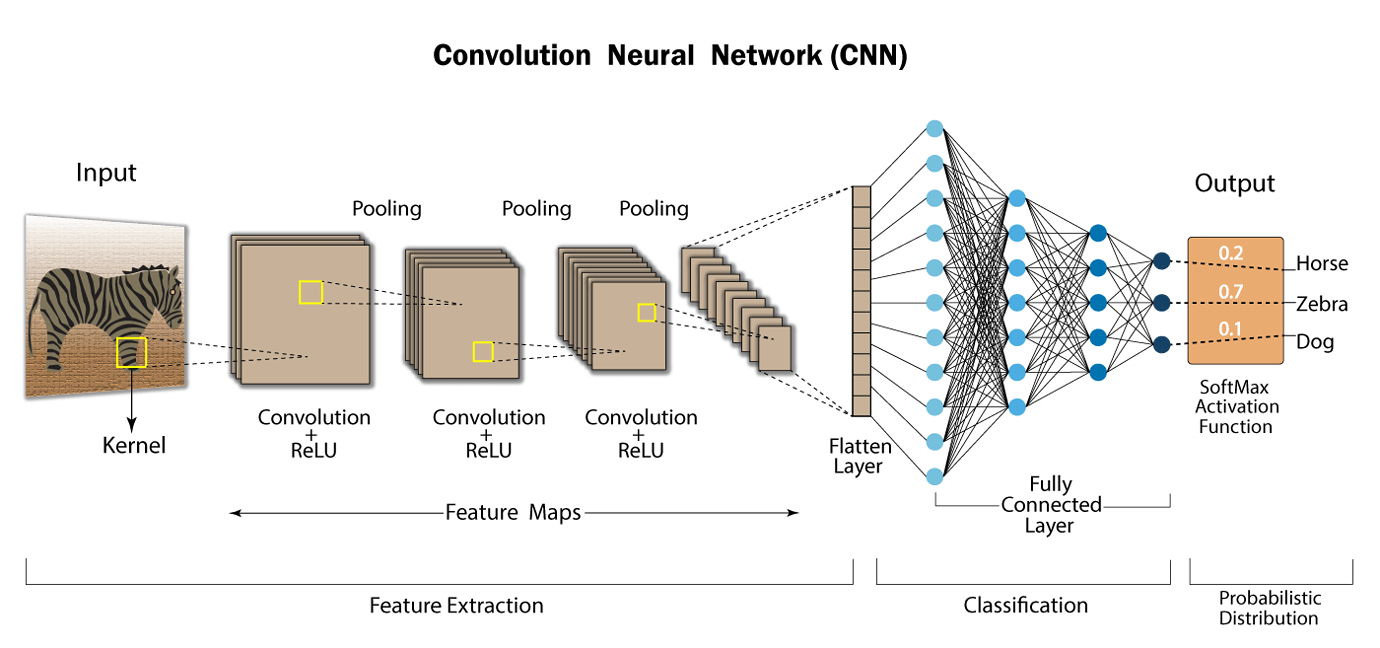 Convolution Neural Network (CNN)
Input
Pooling
Pooling
Pooling
Output
0.2
Horse
0.7
Zebra
0.1
Dog
Kernel
Convolution
+
ReLU
Convolution
+
ReLU
Convolution
+
ReLU
Flatten
Layer
SoftMax
Activation
Function
Feature Maps
Fully
Connected
Layer
Feature Extraction
Classification
Probabilistic
Distribution